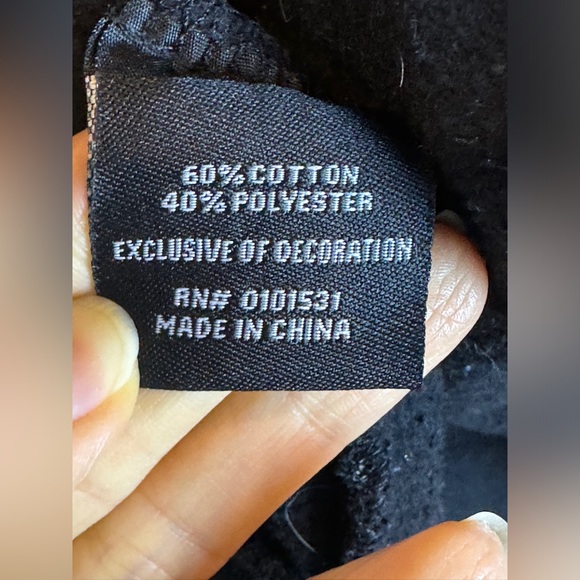 60% COTTON
40% POLYESTER
EXCLUSIVE OF DECORATION
RN# 0101531
MADE IN CHINA